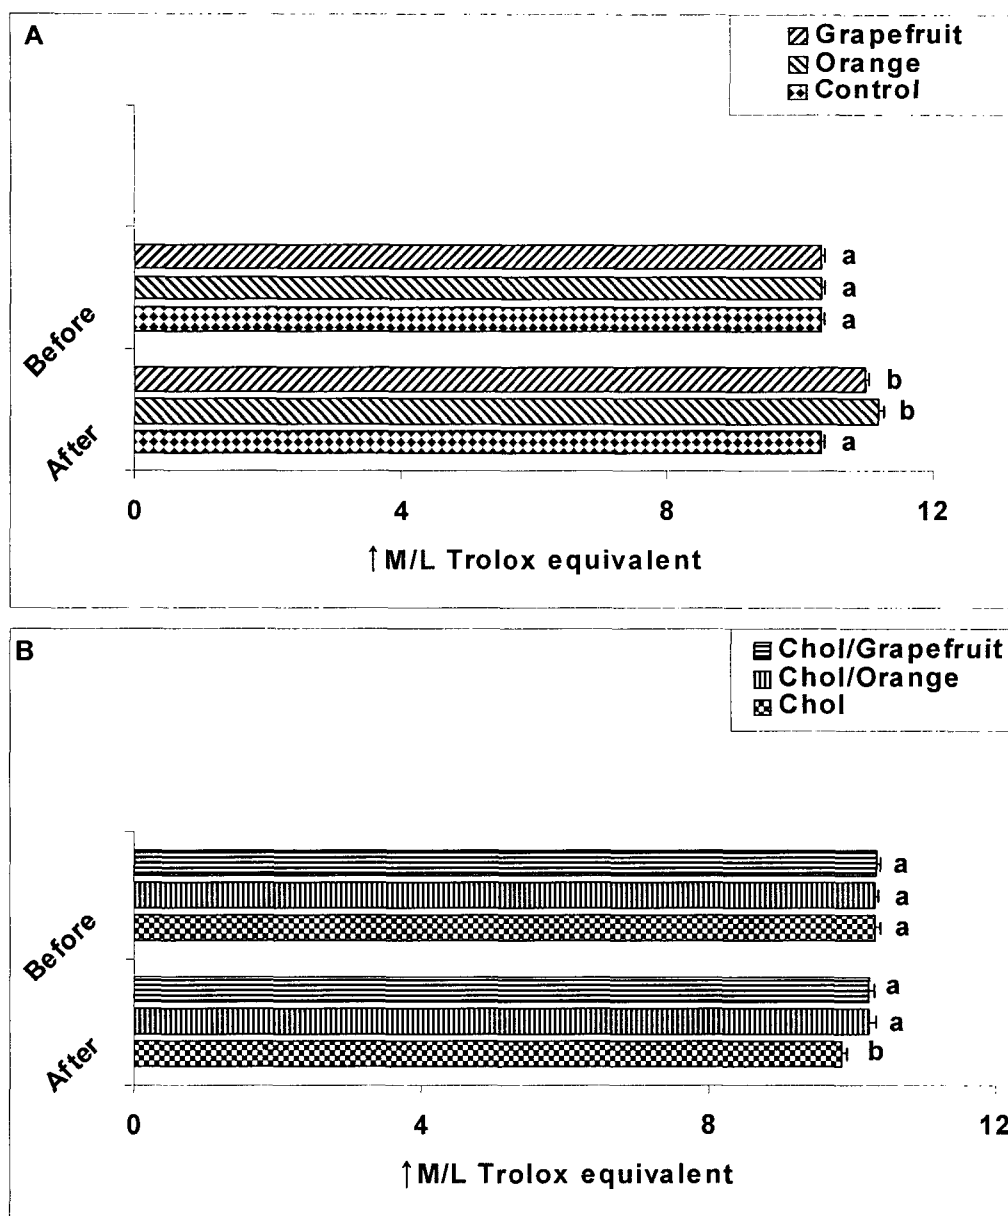 A
Grapefruit
Orange
Control
Before
a
a
a
After
b
b
a
0 4 8 12
↑M/L Trolox equivalent
B
Chol/Grapefruit
Chol/Orange
Chol
Before
a
a
a
After
a
a
b
0 4 8 12
↑M/L Trolox equivalent